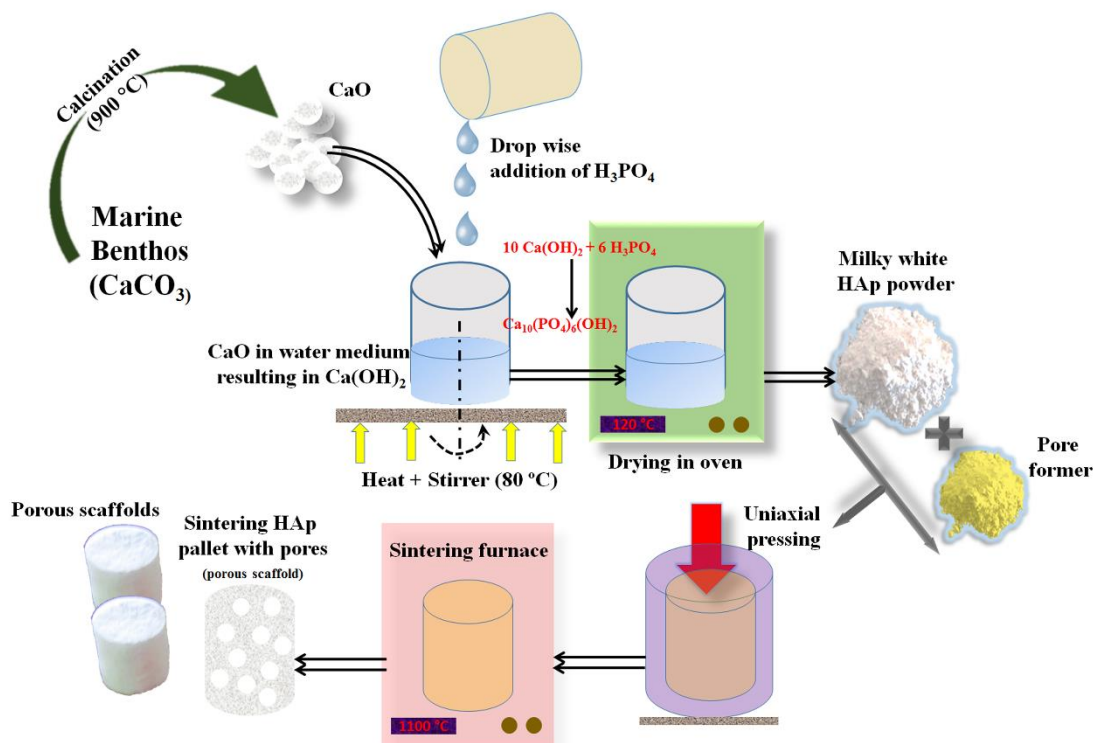 Calcination
(900 °C)
CaO
Marine
Benthos
(CaCO₃)
Drop wise
addition of H₃PO₄
10 Ca(OH)₂ + 6 H₃PO₄
Ca₁₀(PO₄)₆(OH)₂
CaO in water medium
resulting in Ca(OH)₂
Heat + Stirrer (80 °C)
120 °C
Drying in oven
Milky white
HAp powder
Pore
former
Uniaxial
pressing
Sintering furnace
1100 °C
Sintering HAp
pallet with pores
(porous scaffold)
Porous scaffolds